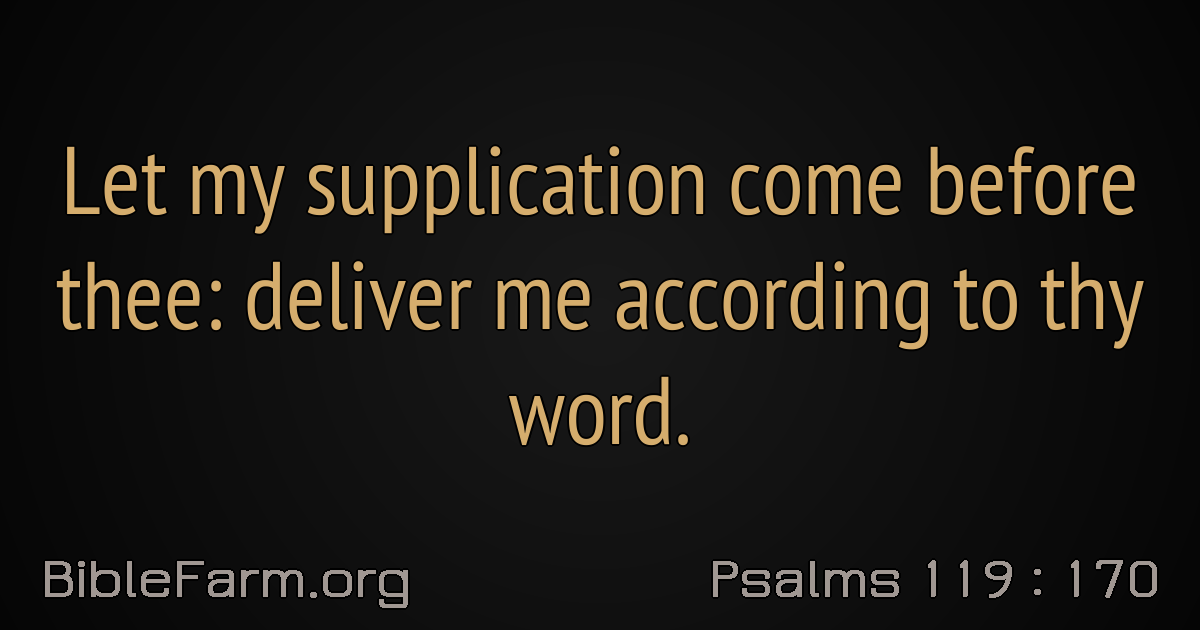 Let my supplication come before
thee: deliver me according to thy
word.
BibleFarm.org
Psalms 119 : 170